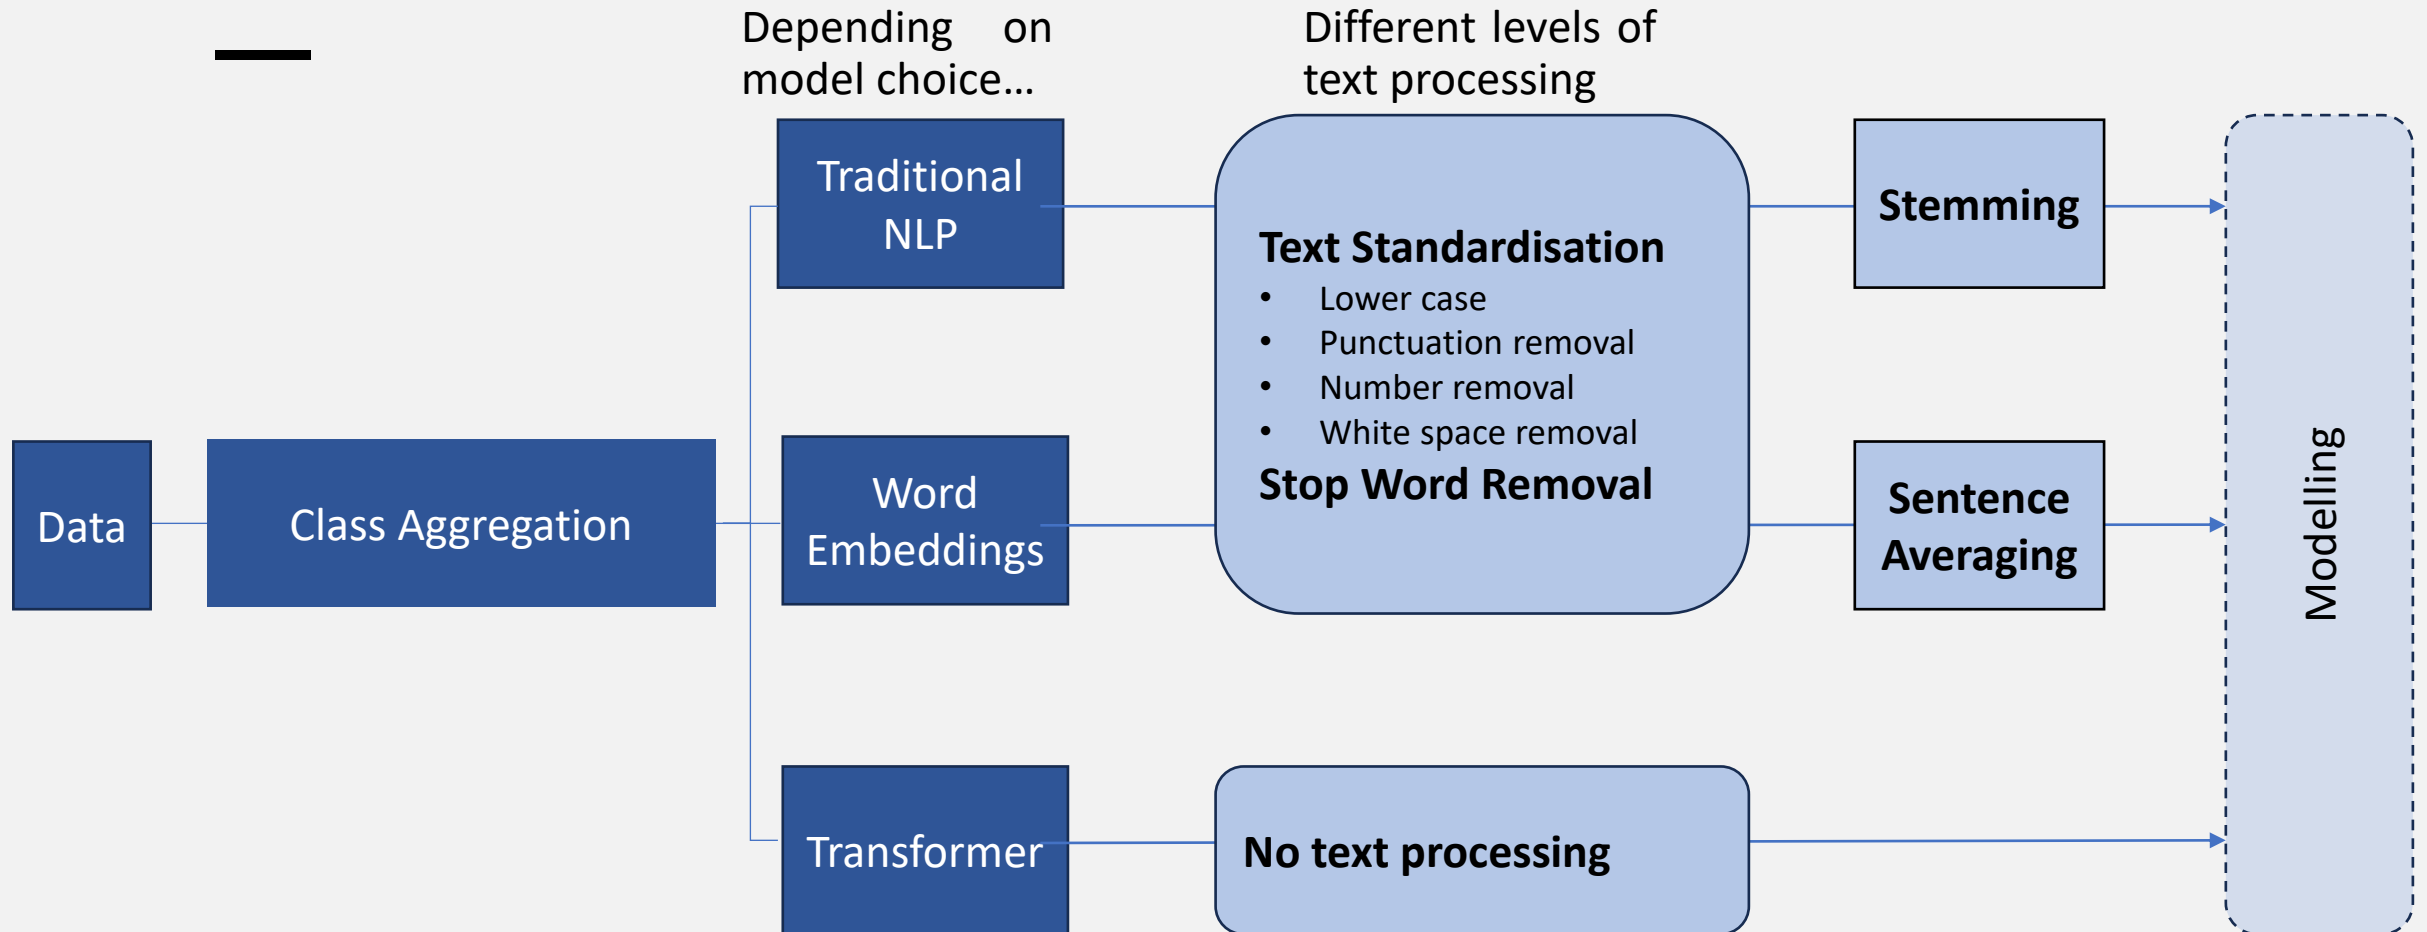 Depending on
model choice…
Different levels of
text processing
Traditional
NLP
Text Standardisation
• Lower case
• Punctuation removal
• Number removal
• White space removal
Stop Word Removal
Stemming
Data
Class Aggregation
Word
Embeddings
Sentence
Averaging
Modelling
Transformer
No text processing